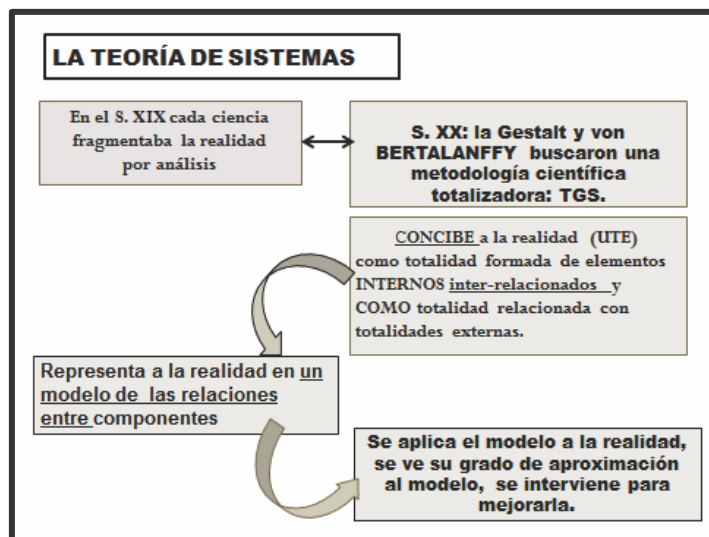 LA TEORÍA DE SISTEMAS
En el S. XIX cada ciencia
fragmentaba la realidad
por análisis
S. XX: la Gestalt y von
BERTALANFFY buscaron una
metodología científica
totalizadora: TGS.
CONCIBE a la realidad (UTE)
como totalidad formada de elementos
INTERNOS inter-relacionados y
COMO totalidad relacionada con
totalidades externas.
Representa a la realidad en un
modelo de las relaciones
entre componentes
Se aplica el modelo a la realidad,
se ve su grado de aproximación
al modelo, se interviene para
mejorarla.